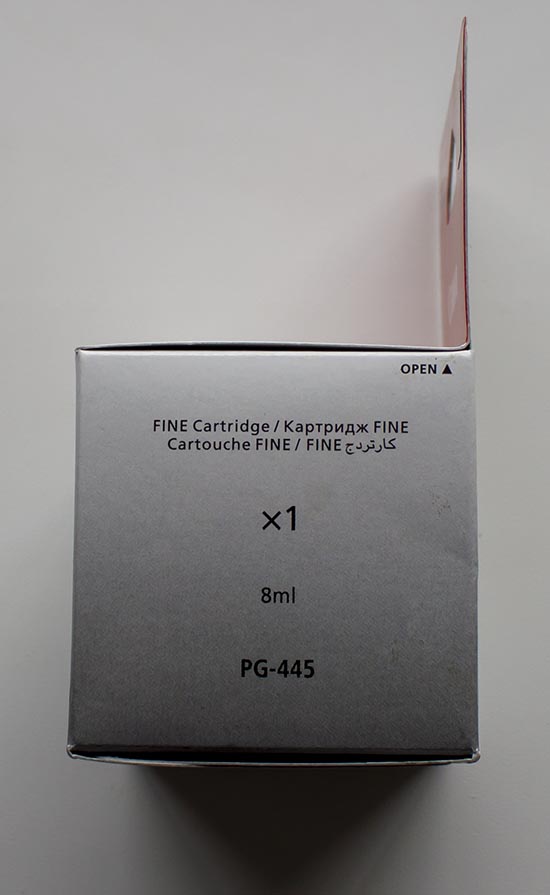 OPEN ▲
FINE Cartridge / Картридж FINE
Cartouche FINE / FINE كارتردج
×1
8ml
PG-445